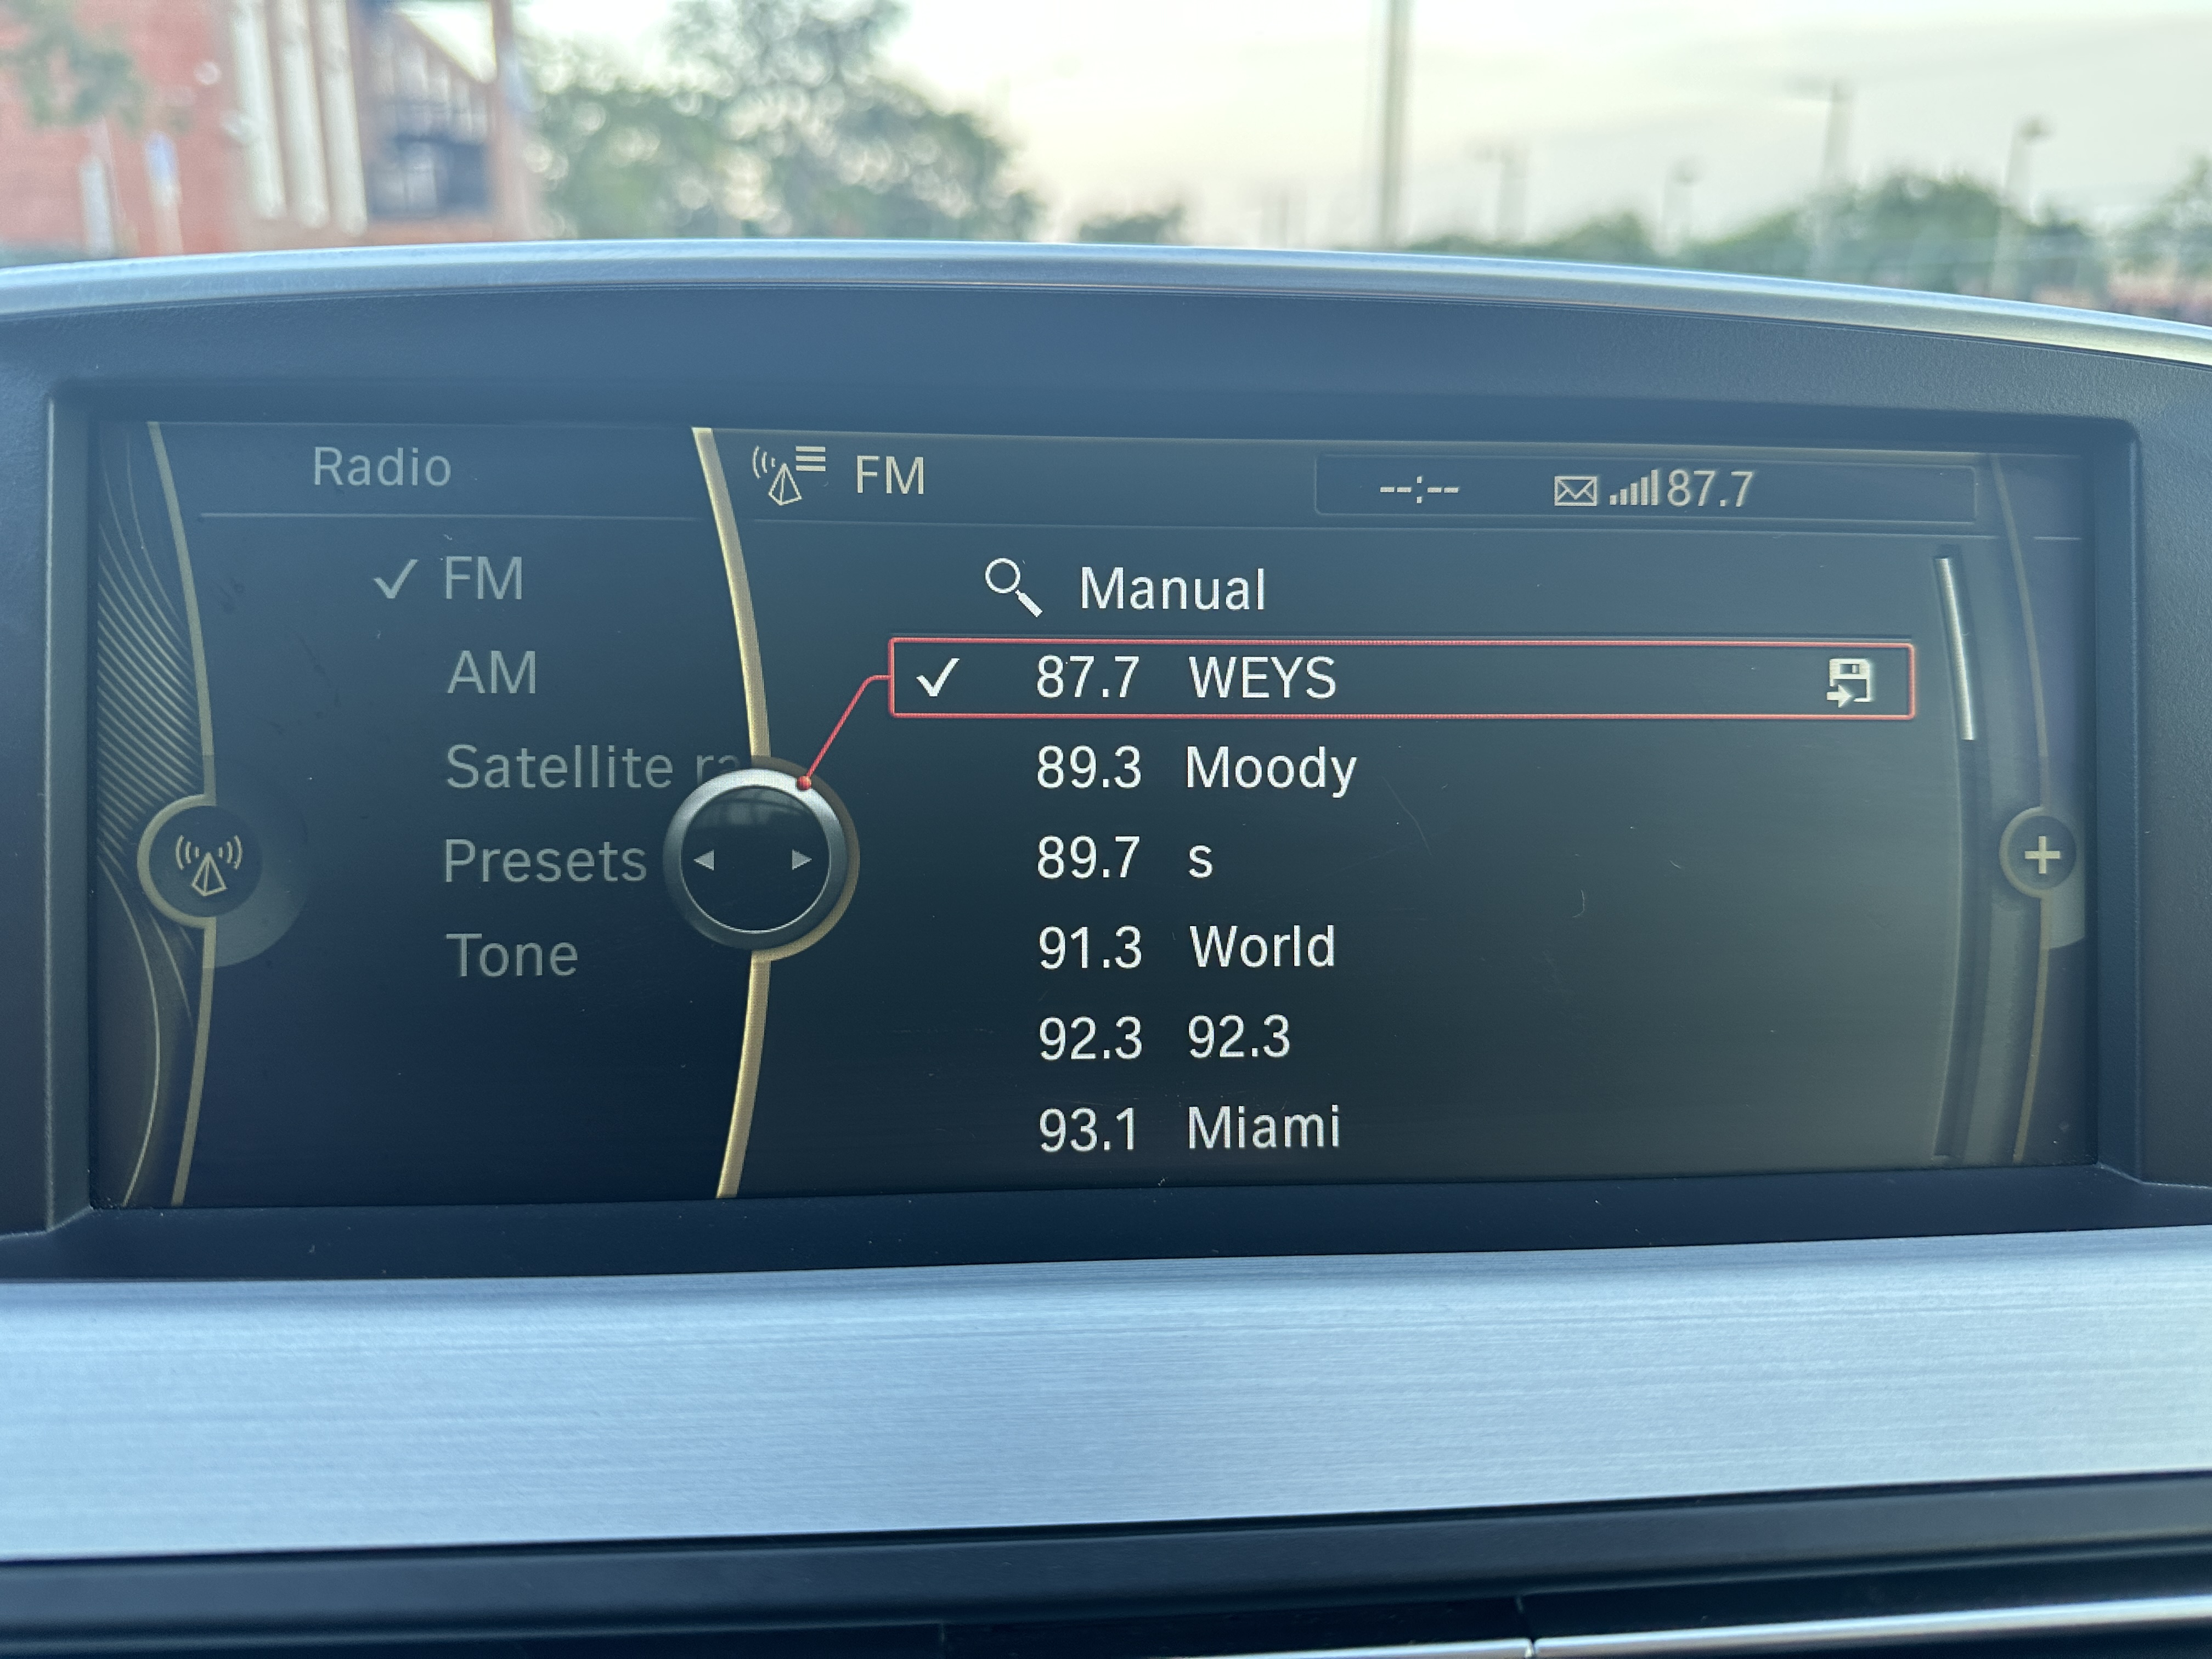 Radio
FM
AM
Satellite ra
Presets
Tone
FM
--:-- 87.7
Manual
87.7 WEYS
89.3 Moody
89.7 s
91.3 World
92.3 92.3
93.1 Miami